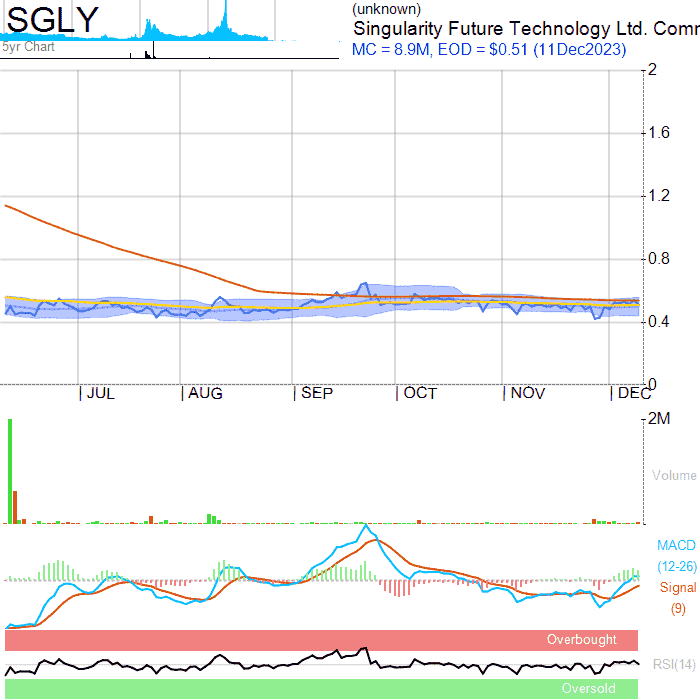 SGLY
5yr Chart
(unknown)
Singularity Future Technology Ltd. Comm
MC = 8.9M, EOD = $0.51 (11Dec2023)
2
1.6
1.2
0.8
0.4
0
JUL AUG SEP OCT NOV DEC
2M
Volume
MACD
(12-26)
Signal
(9)
Overbought
RSI(14)
Oversold